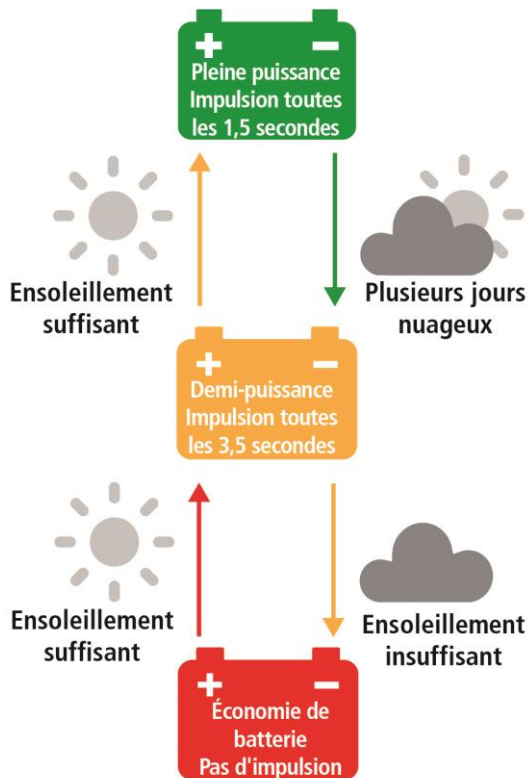 + −
Pleine puissance
Impulsion toutes
les 1,5 secondes
Ensoleillement
suffisant
Plusieurs jours
nuageux
+ −
Demi-puissance
Impulsion toutes
les 3,5 secondes
Ensoleillement
suffisant
Ensoleillement
insuffisant
+ −
Économie de
batterie
Pas d'impulsion